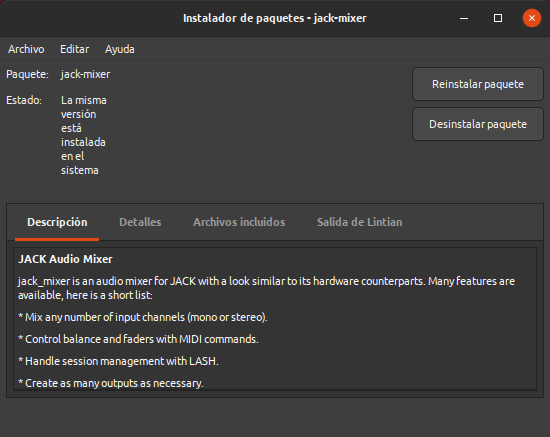 Instalador de paquetes - jack-mixer
Archivo Editar Ayuda
Paquete: jack-mixer
Reinstalar paquete
Estado: La misma
versión
está
instalada
en el
sistema
Desinstalar paquete
Descripción Detalles Archivos incluidos Salida de Lintian
JACK Audio Mixer
jack_mixer is an audio mixer for JACK with a look similar to its hardware counterparts. Many features are
available, here is a short list:
* Mix any number of input channels (mono or stereo).
* Control balance and faders with MIDI commands.
* Handle session management with LASH.
* Create as many outputs as necessary.